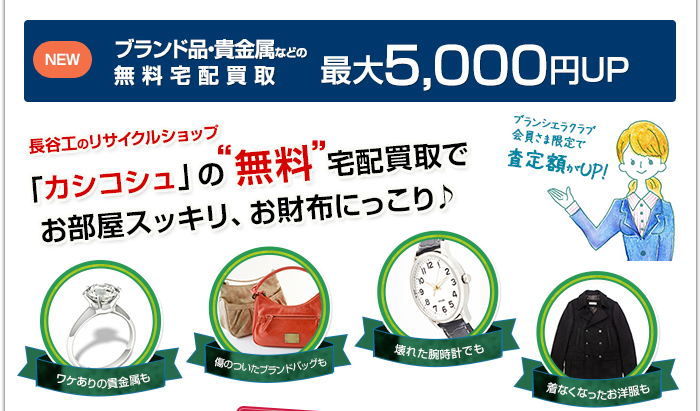 NEW
ブランド品・貴金属などの
無料宅配買取
最大5,000円UP
長谷工のリサイクルショップ
「カシコシュ」の“無料”宅配買取で
お部屋スッキリ、お財布にっこり♪
ブランシエラクラブ
会員さま限定で
査定額がUP!
ワケありの貴金属も
傷のついたブランドバッグも
壊れた腕時計でも
着なくなったお洋服も